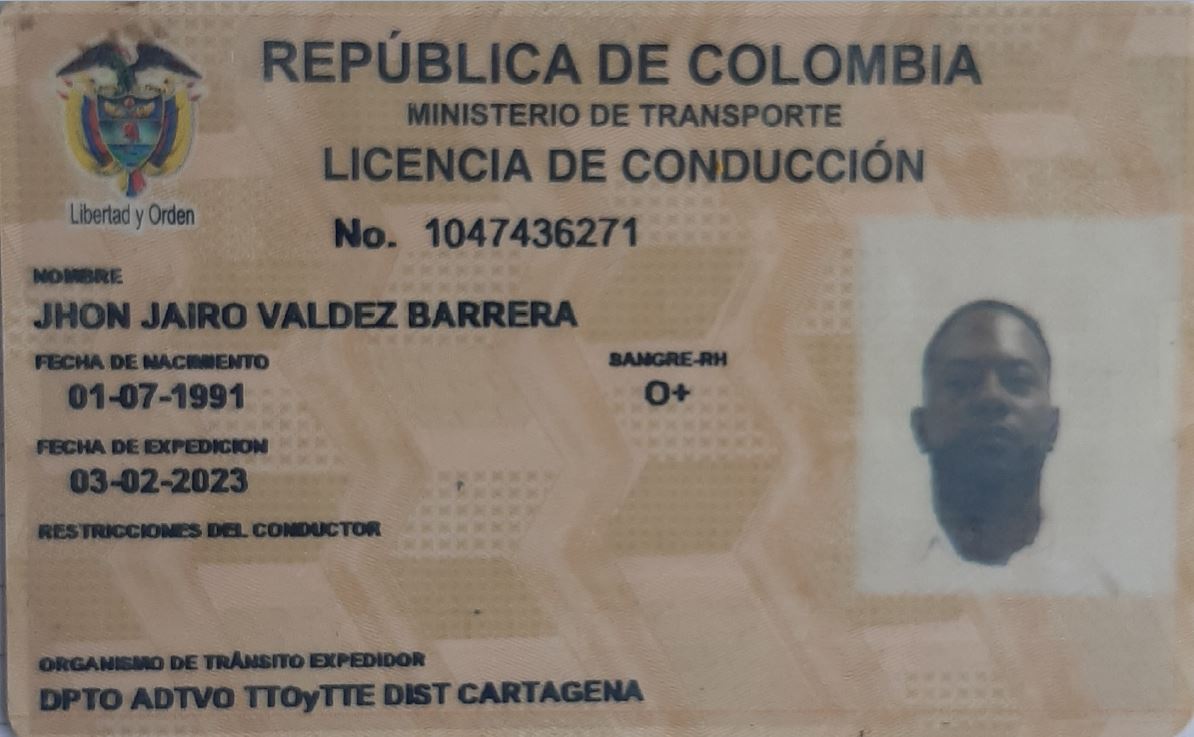 REPÚBLICA DE COLOMBIA
MINISTERIO DE TRANSPORTE
LICENCIA DE CONDUCCIÓN
Libertad y Orden
No. 1047436271
NOMBRE
JHON JAIRO VALDEZ BARRERA
FECHA DE NACIMIENTO
01-07-1991
SANGRE-RH
O+
FECHA DE EXPEDICION
03-02-2023
RESTRICCIONES DEL CONDUCTOR
ORGANISMO DE TRÁNSITO EXPEDIDOR
DPTO ADTVO TTOyTTE DIST CARTAGENA